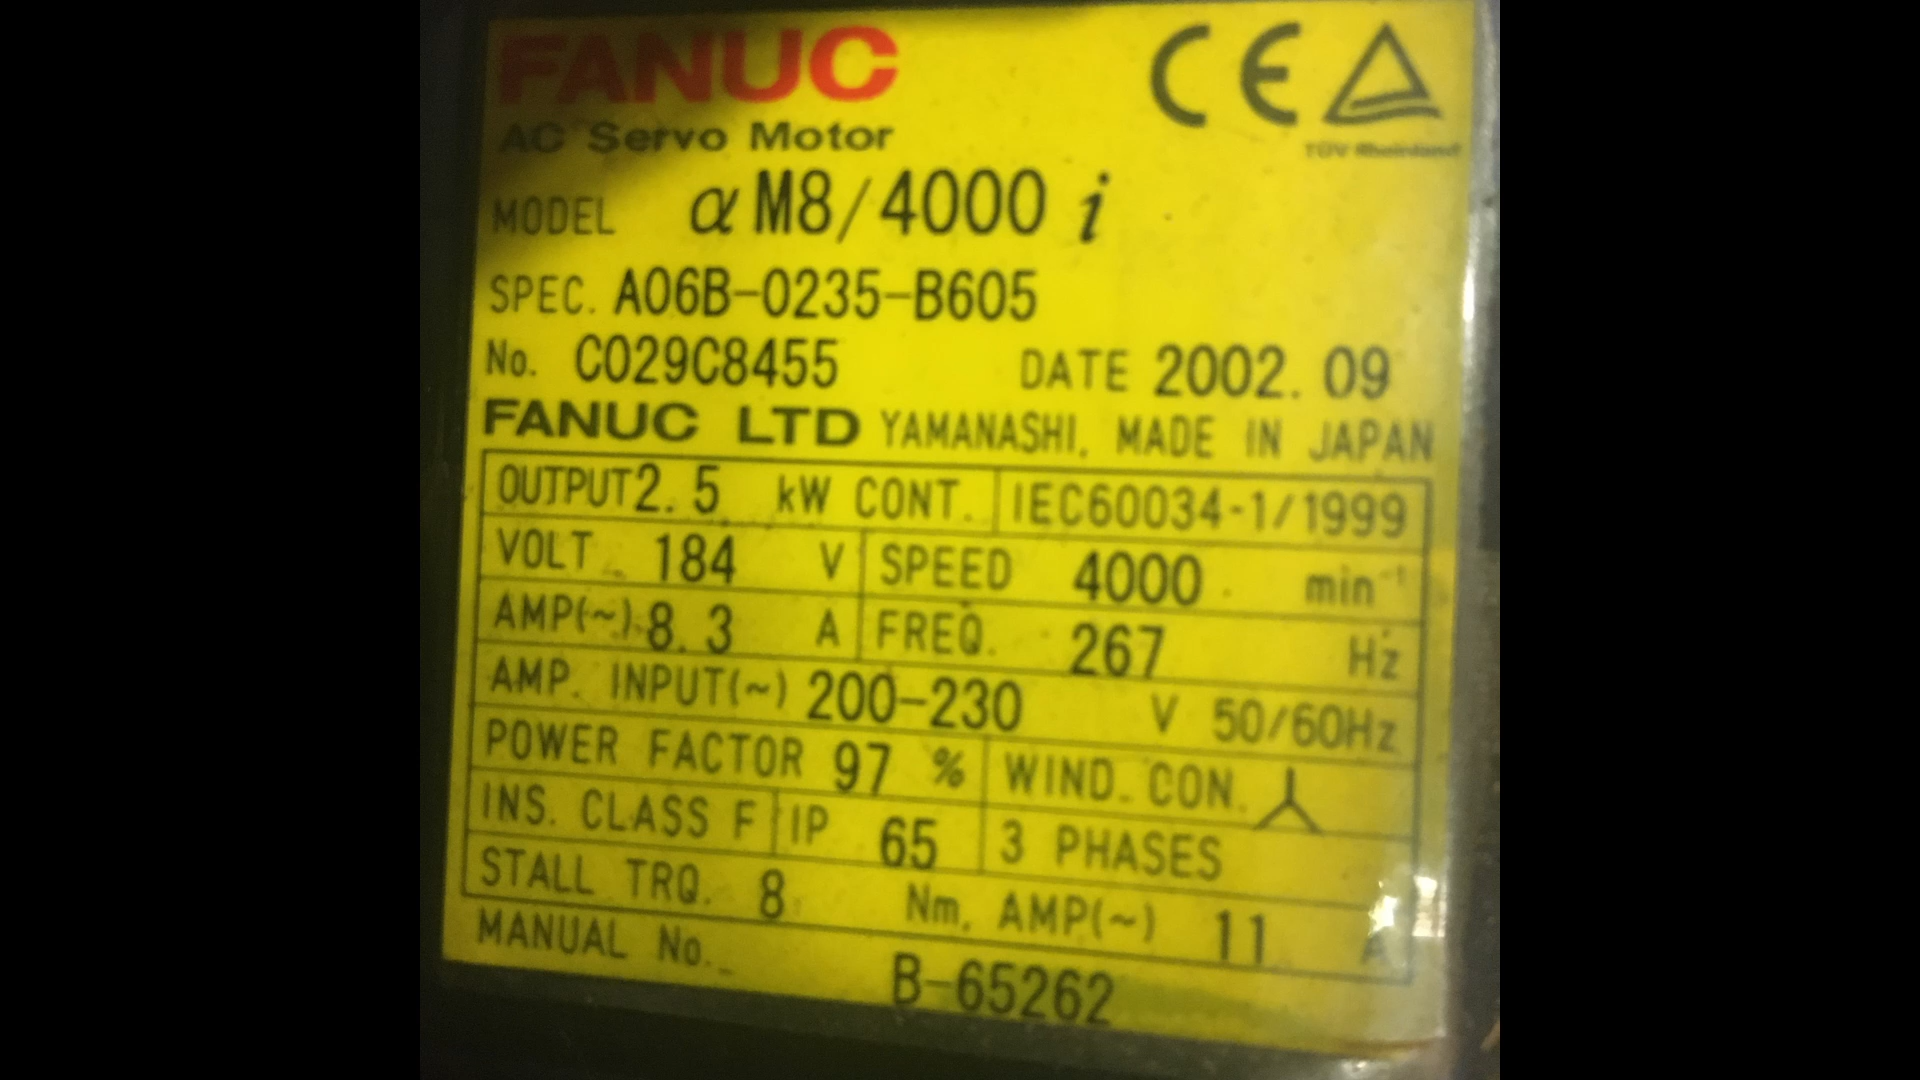 FANUC CE
AC Servo Motor TÜV Rheinland
MODEL α M8/4000 i
SPEC. A06B-0235-B605
No. C029C8455 DATE 2002. 09
FANUC LTD YAMANASHI, MADE IN JAPAN
OUTPUT 2.5 kW CONT. IEC60034-1/1999
VOLT 184 V SPEED 4000 min⁻¹
AMP(~) 8.3 A FREQ. 267 Hz
AMP. INPUT(~) 200-230 V 50/60Hz
POWER FACTOR 97 % WIND. CON.
INS. CLASS F IP 65 3 PHASES
STALL TRQ. 8 Nm, AMP(~) 11 A
MANUAL No. B-65262